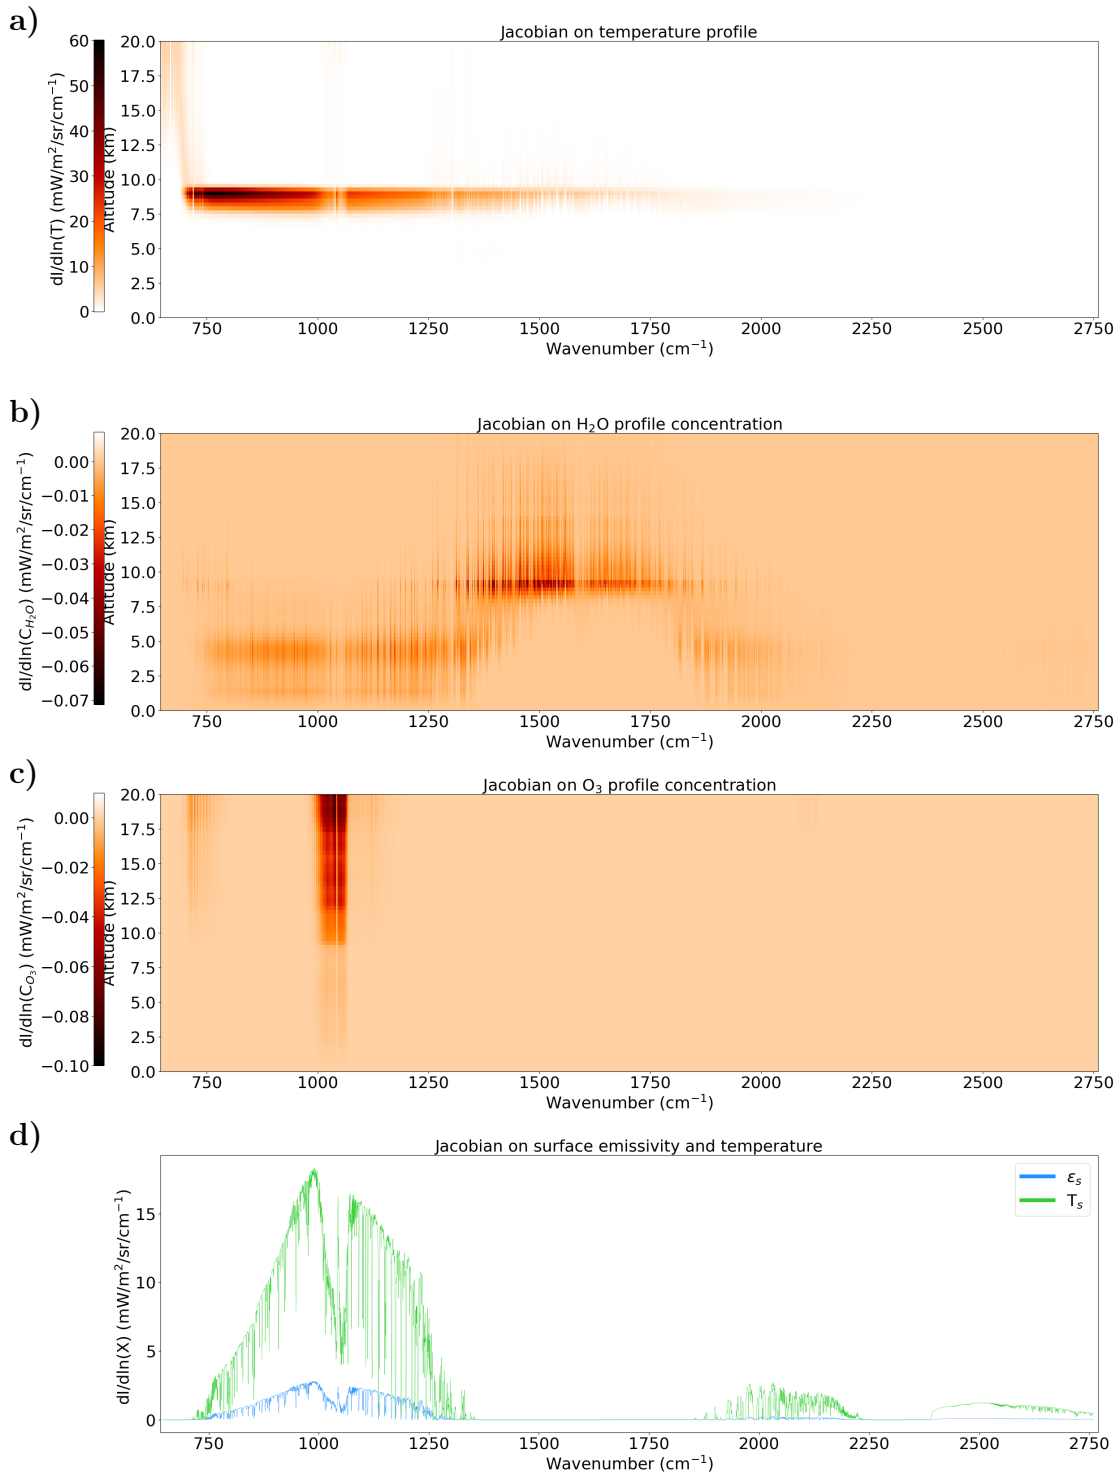 a)
Jacobian on temperature profile
dI/dln(T) (mW/m²/sr/cm⁻¹)
60
50
40
30
20
10
0
Altitude (km)
20.0
17.5
15.0
12.5
10.0
7.5
5.0
2.5
0.0
750 1000 1250 1500 1750 2000 2250 2500 2750
Wavenumber (cm⁻¹)
b)
Jacobian on H₂O profile concentration
dI/dln(C_{H₂O}) (mW/m²/sr/cm⁻¹)
0.00
−0.01
−0.02
−0.03
−0.04
−0.05
−0.06
−0.07
Altitude (km)
20.0
17.5
15.0
12.5
10.0
7.5
5.0
2.5
0.0
750 1000 1250 1500 1750 2000 2250 2500 2750
Wavenumber (cm⁻¹)
c)
Jacobian on O₃ profile concentration
dI/dln(C_{O₃}) (mW/m²/sr/cm⁻¹)
0.00
−0.02
−0.04
−0.06
−0.08
−0.10
Altitude (km)
20.0
17.5
15.0
12.5
10.0
7.5
5.0
2.5
0.0
750 1000 1250 1500 1750 2000 2250 2500 2750
Wavenumber (cm⁻¹)
d)
Jacobian on surface emissivity and temperature
dI/dln(X) (mW/m²/sr/cm⁻¹)
15
10
5
0
εₛ
Tₛ
750 1000 1250 1500 1750 2000 2250 2500 2750
Wavenumber (cm⁻¹)